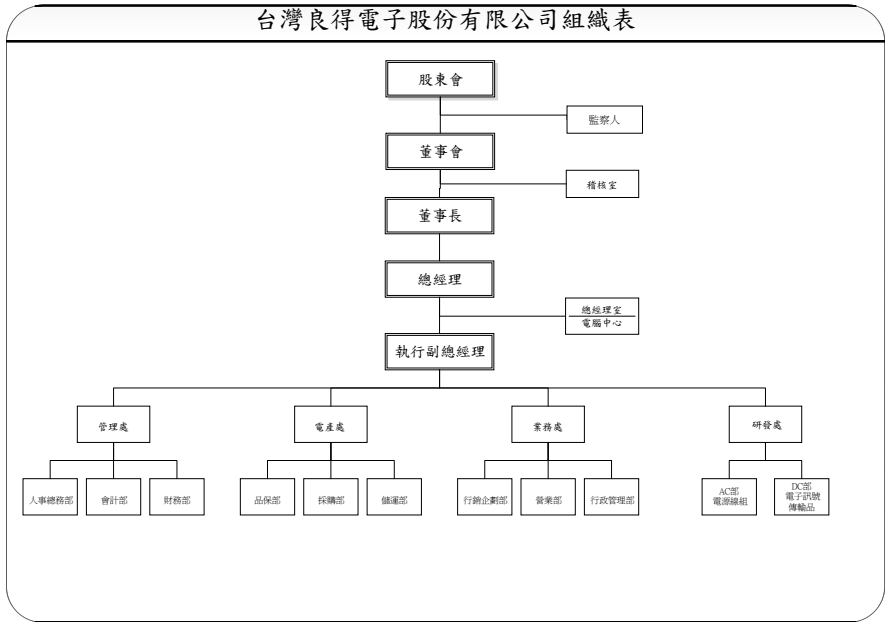 台灣良得電子股份有限公司組織表
股東會
監察人
董事會
稽核室
董事長
總經理
總經理室
電腦中心
執行副總經理
管理處
電產處
業務處
研發處
人事總務部
會計部
財務部
品保部
採購部
儲運部
行銷企劃部
營業部
行政管理部
AC部
電源線組
DC部
電子訊號
傳輸品